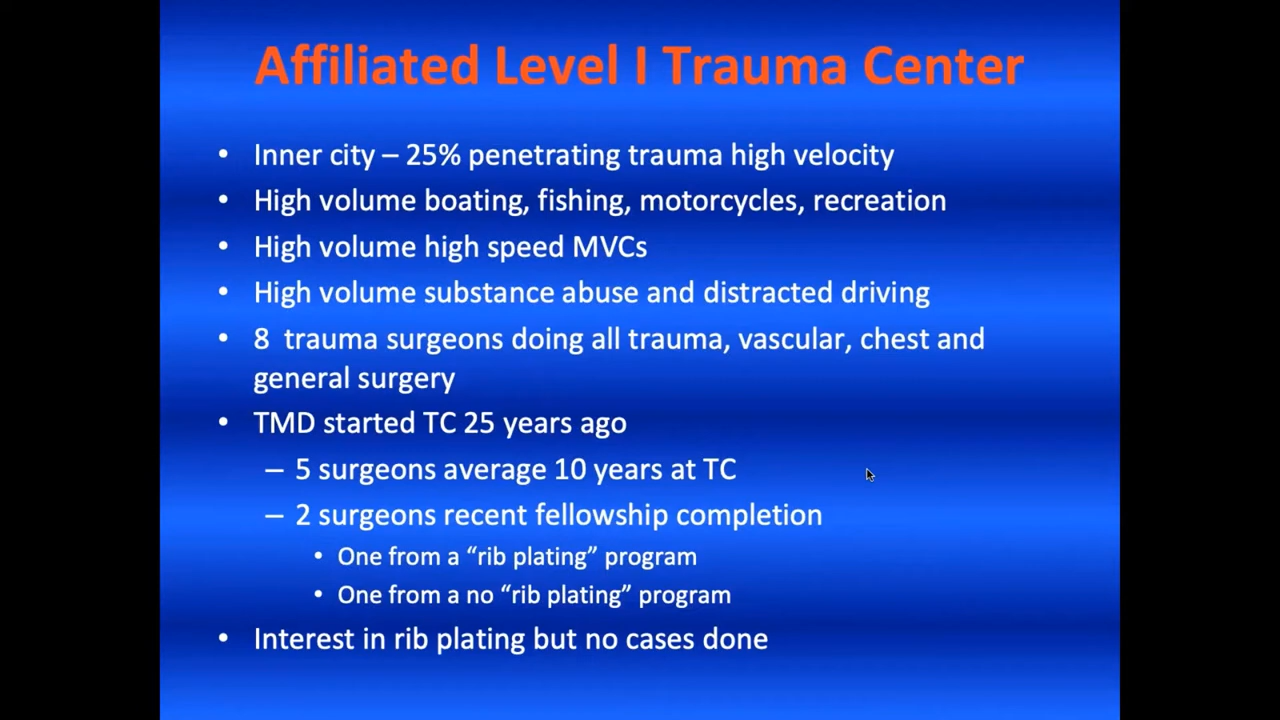 Affiliated Level I Trauma Center
• Inner city – 25% penetrating trauma high velocity
• High volume boating, fishing, motorcycles, recreation
• High volume high speed MVCs
• High volume substance abuse and distracted driving
• 8  trauma surgeons doing all trauma, vascular, chest and
general surgery
• TMD started TC 25 years ago
– 5 surgeons average 10 years at TC
– 2 surgeons recent fellowship completion
• One from a “rib plating” program
• One from a no “rib plating” program
• Interest in rib plating but no cases done